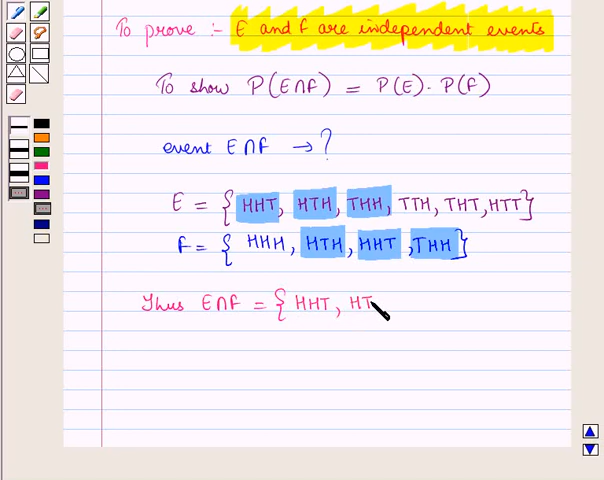 To prove :- E and F are independent events
To show P(E∩F) = P(E). P(F)
event E∩F → ?
E = { HHT, HTH, THH, TTH, THT, HTT}
F = { HHH, HTH, HHT, THH}
Thus E∩F = { HHT, HT